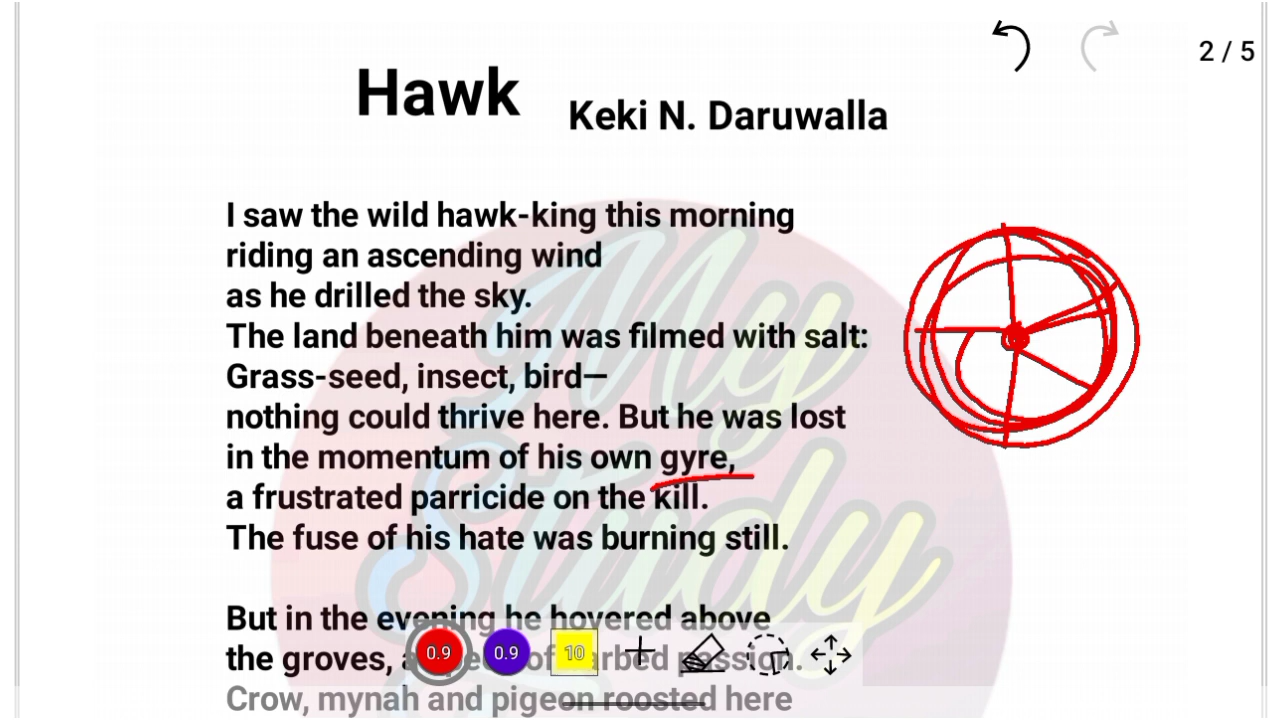 2 / 5
Hawk
Keki N. Daruwalla
I saw the wild hawk-king this morning
riding an ascending wind
as he drilled the sky.
The land beneath him was filmed with salt:
Grass-seed, insect, bird—
nothing could thrive here. But he was lost
in the momentum of his own gyre,
a frustrated parricide on the kill.
The fuse of his hate was burning still.
But in the evening he hovered above
the groves, a of barbed passion.
Crow, mynah and pigeon roosted here
0.9 0.9 10
My
Study